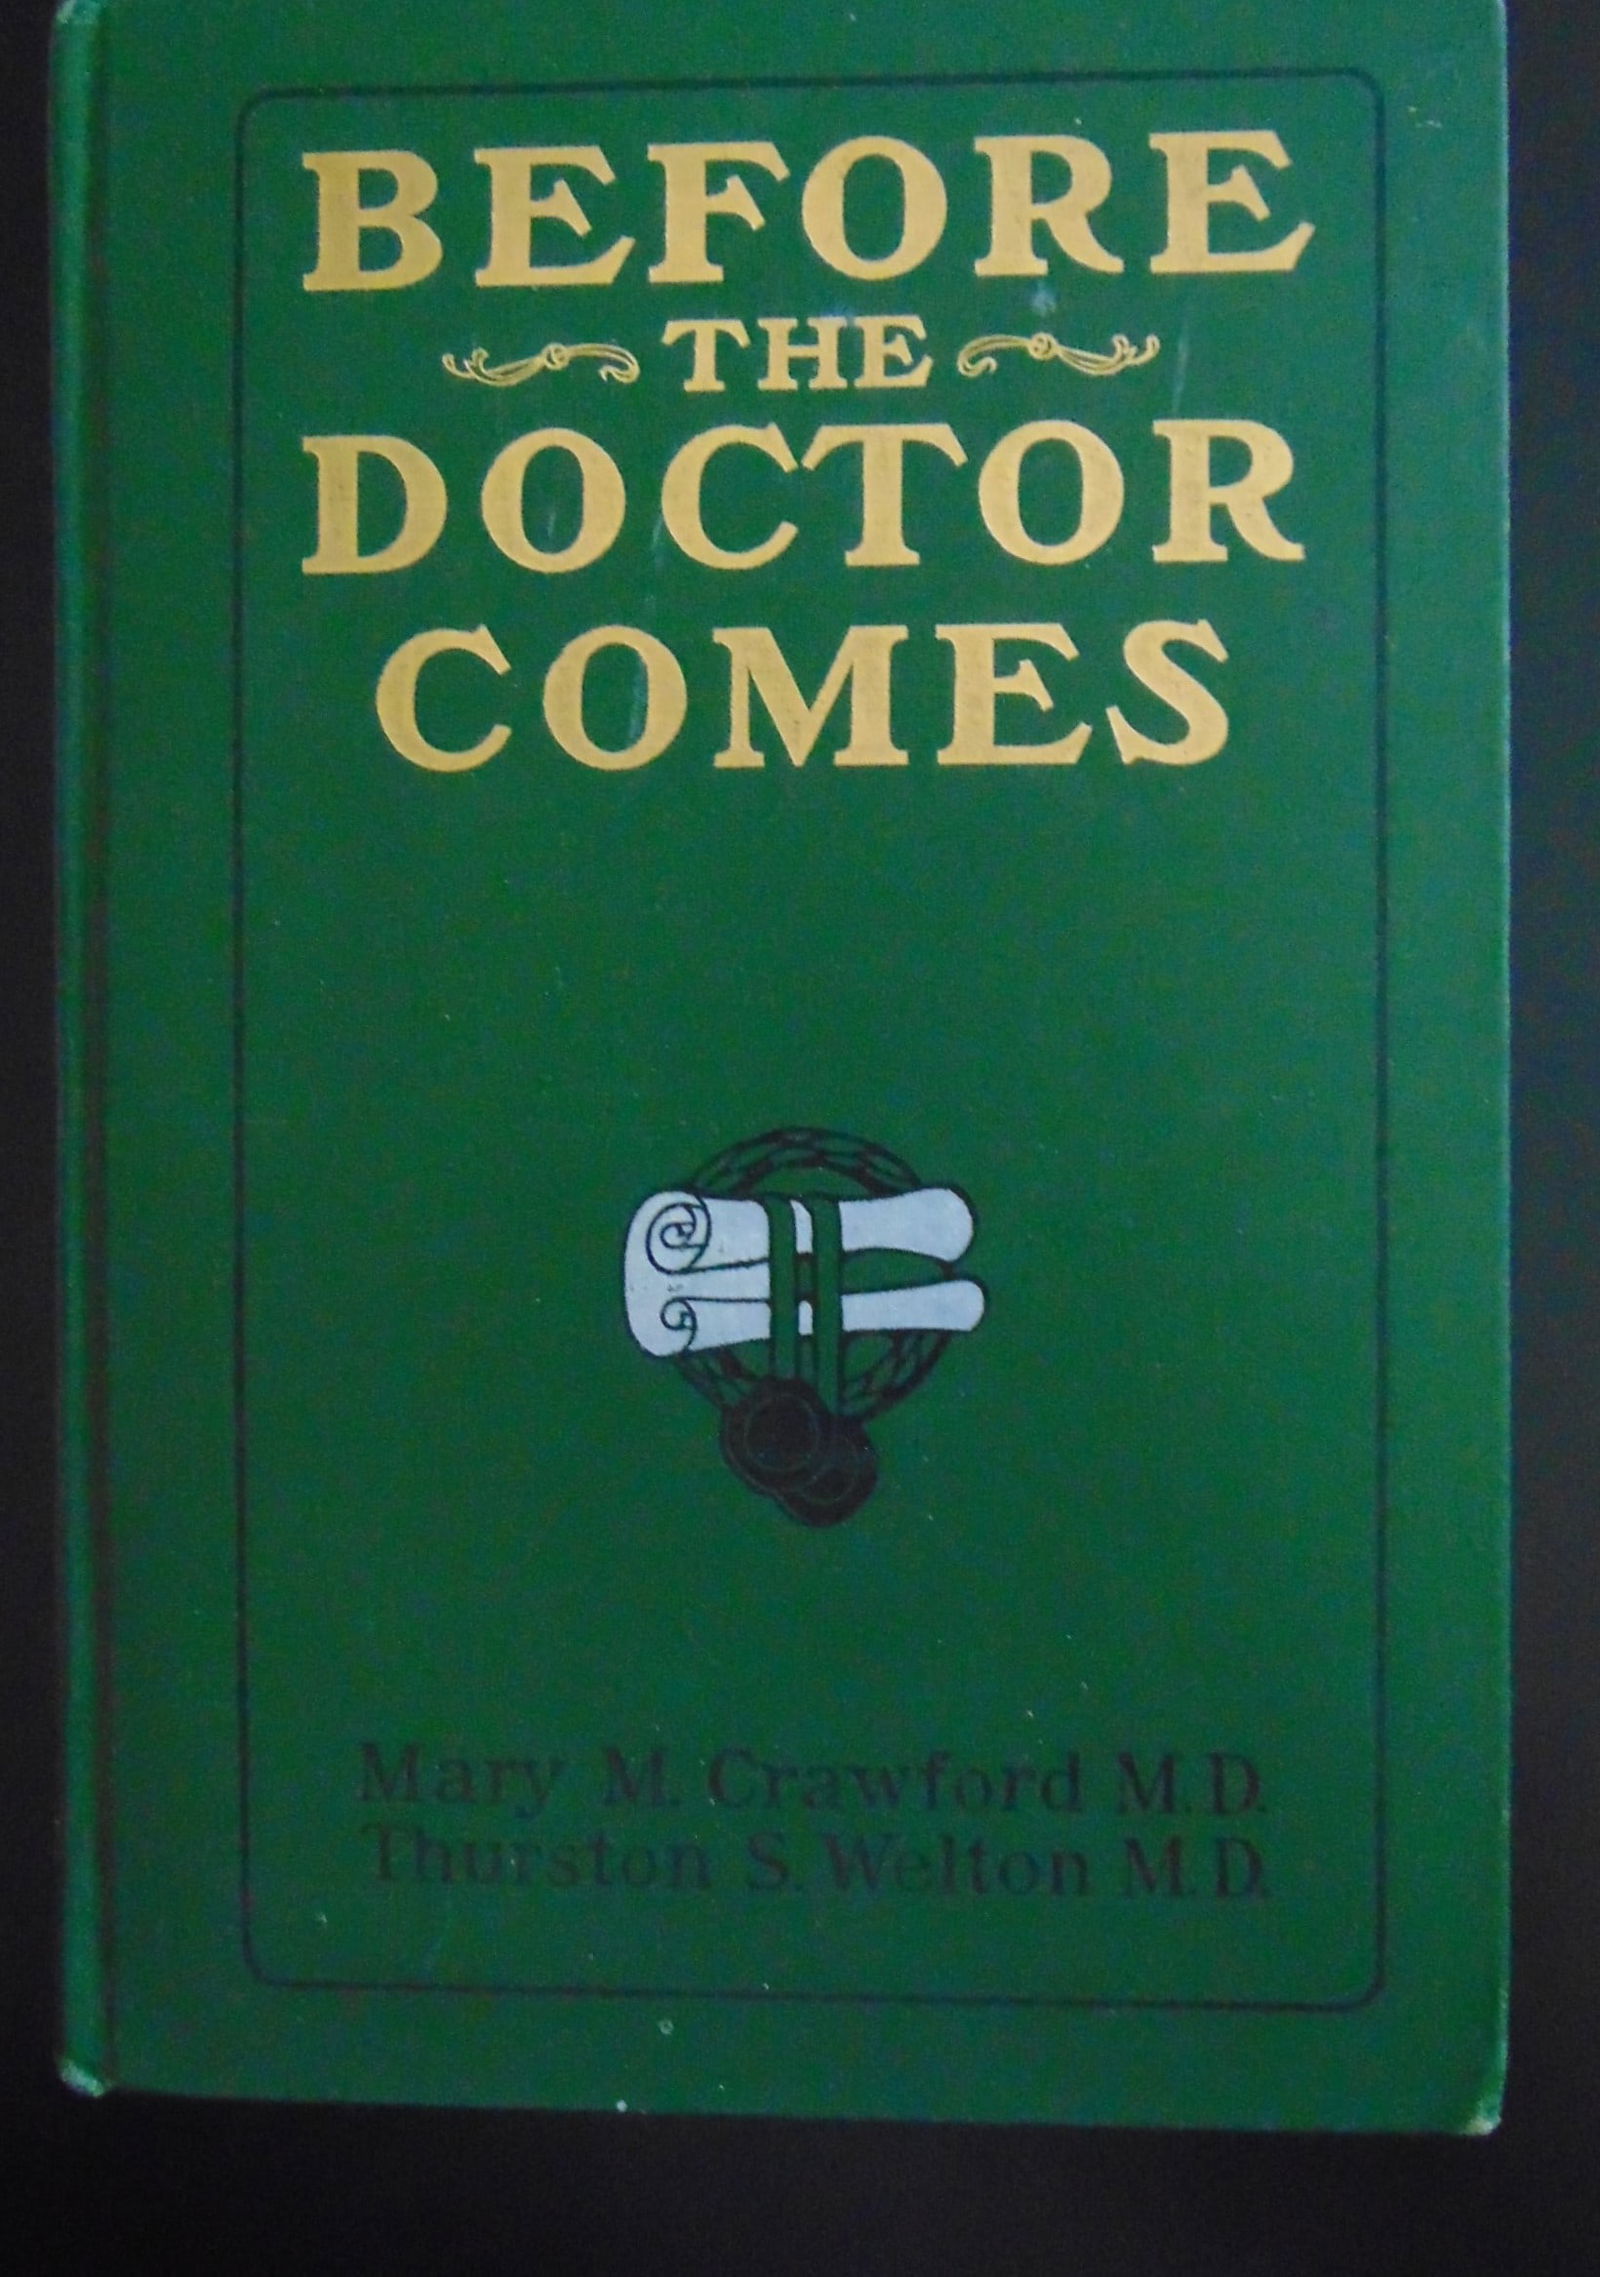 BEFORE
THE
DOCTOR
COMES
Mary M. Crawford M.D.
Thurston S. Welton M.D.